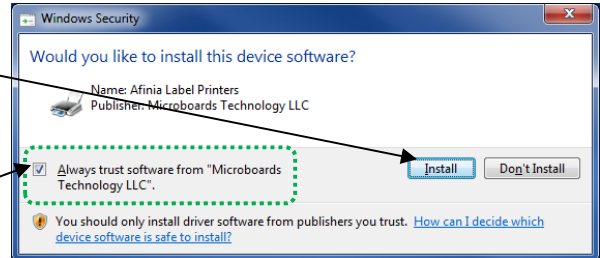 Windows Security
Would you like to install this device software?
Name: Afinia Label Printers
Publisher: Microboards Technology LLC
Always trust software from "Microboards
Technology LLC".
Install
Don't Install
You should only install driver software from publishers you trust. How can I decide which
device software is safe to install?